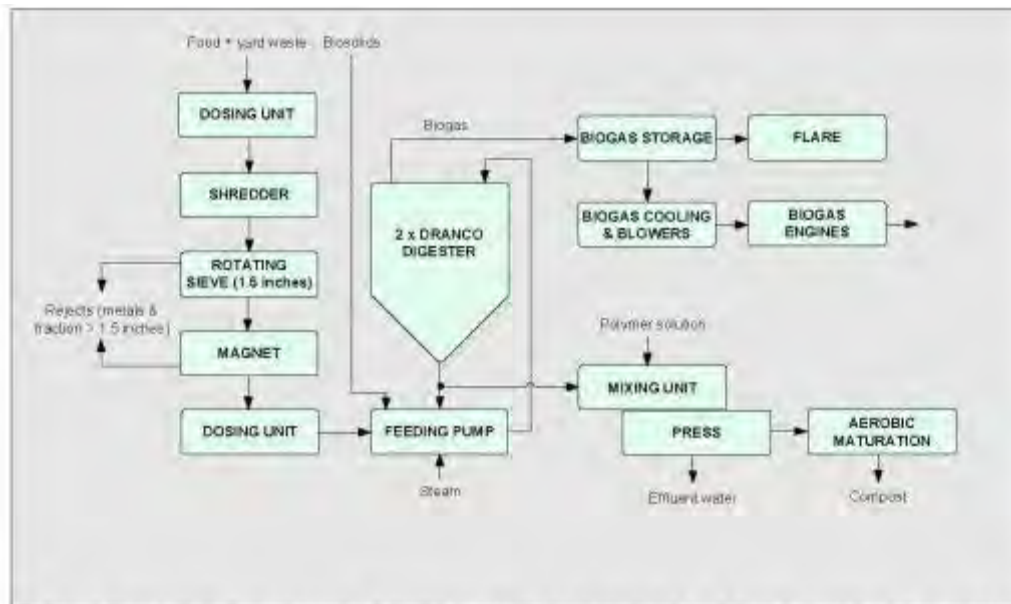 Food + yard waste
Biosolids
DOSING UNIT
SHREDDER
ROTATING
SIEVE (1.5 inches)
Rejects (metals &
fraction > 1.5 inches)
MAGNET
DOSING UNIT
Biogas
2 x DRANCO
DIGESTER
FEEDING PUMP
Steam
BIOGAS STORAGE
FLARE
BIOGAS COOLING
& BLOWERS
BIOGAS
ENGINES
Polymer solution
MIXING UNIT
PRESS
AEROBIC
MATURATION
Effluent water
Compost